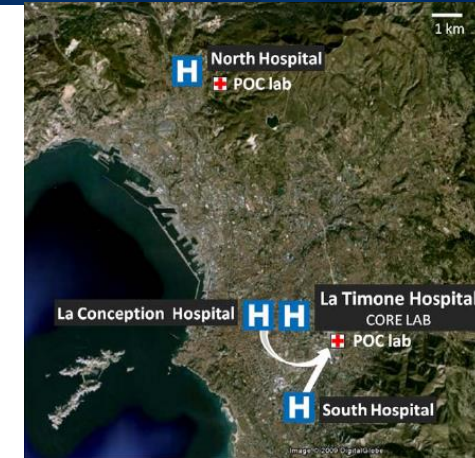 1 km
H
North Hospital
POC lab
La Conception Hospital
H
H
La Timone Hospital
CORE LAB
POC lab
H
South Hospital
Image © 2009 DigitalGlobe